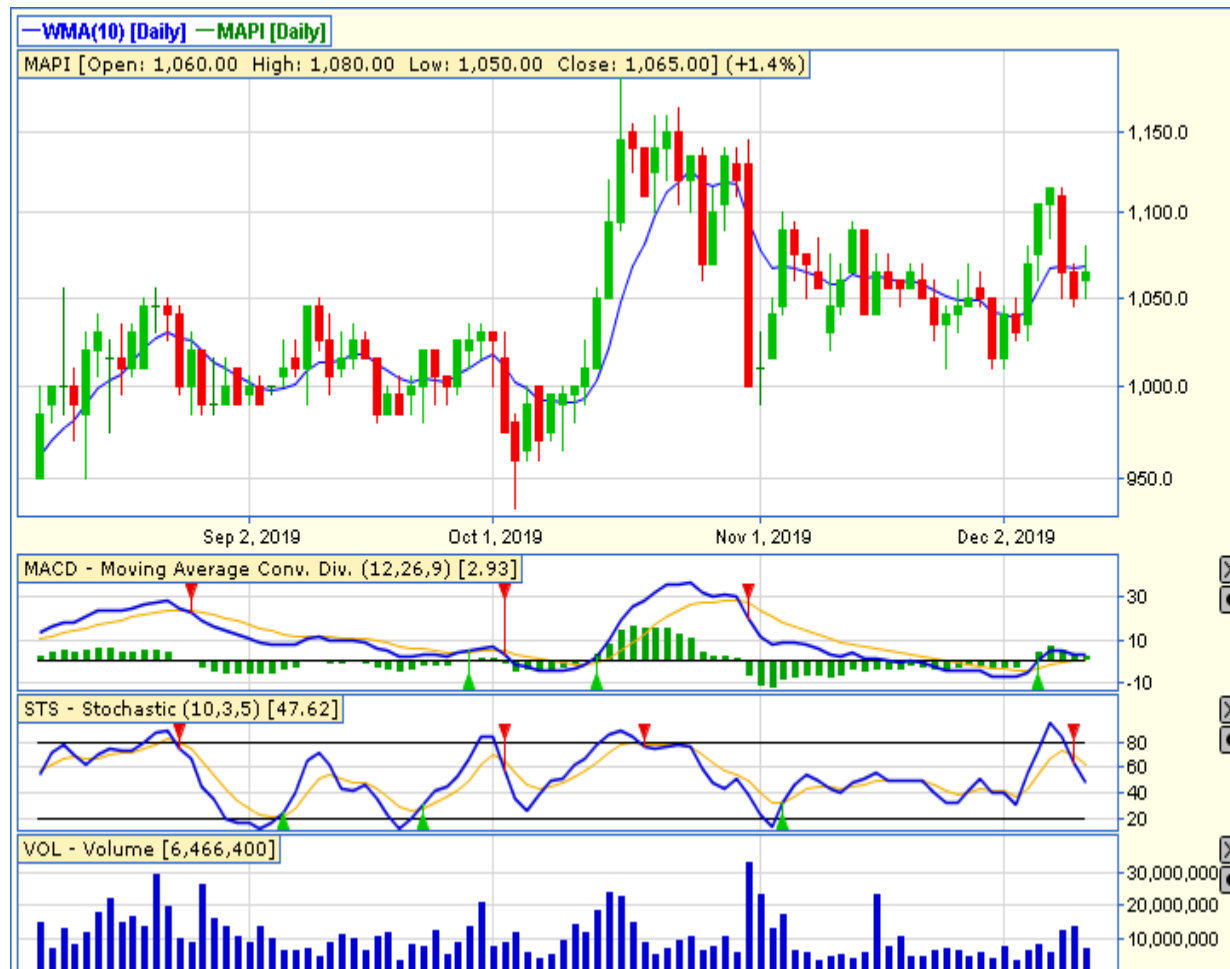 WMA(10) [Daily] MAPI [Daily]
MAPI [Open: 1,060.00 High: 1,080.00 Low: 1,050.00 Close: 1,065.00] (+1.4%)
1,150.0
1,100.0
1,050.0
1,000.0
950.0
Sep 2, 2019 Oct 1, 2019 Nov 1, 2019 Dec 2, 2019
MACD - Moving Average Conv. Div. (12,26,9) [2.93]
30
10
-10
STS - Stochastic (10,3,5) [47.62]
80
60
40
20
VOL - Volume [6,466,400]
30,000,000
20,000,000
10,000,000